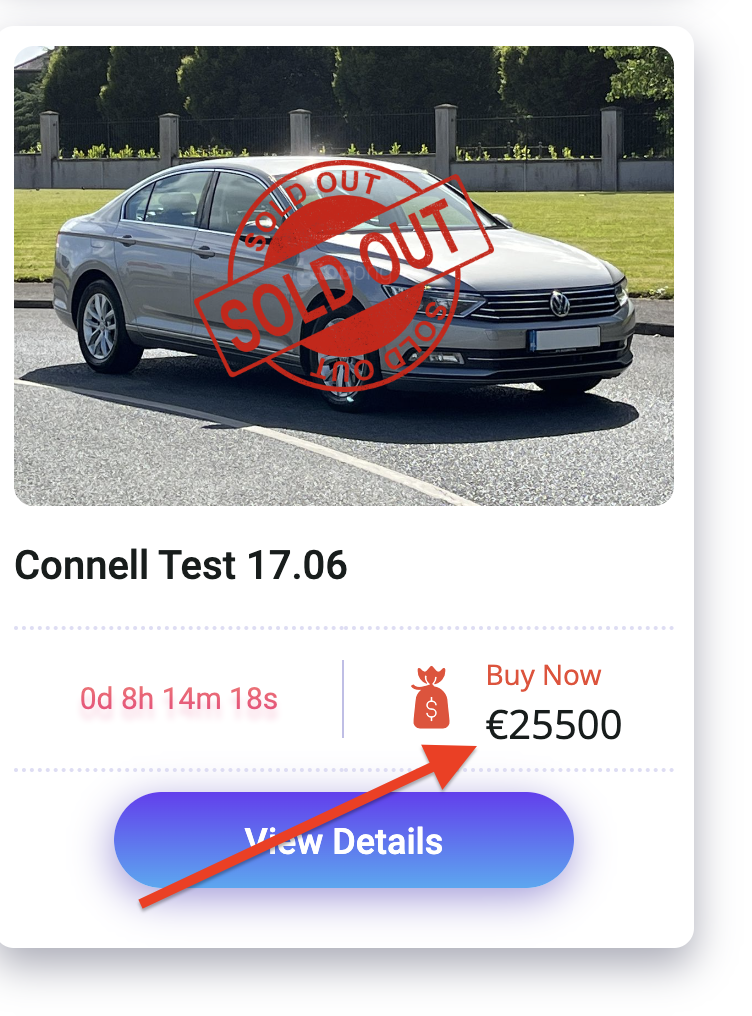 SOLD OUT
SOLD OUT
SOLD OUT
Connell Test 17.06
0d 8h 14m 18s
Buy Now
$
€25500
View Details